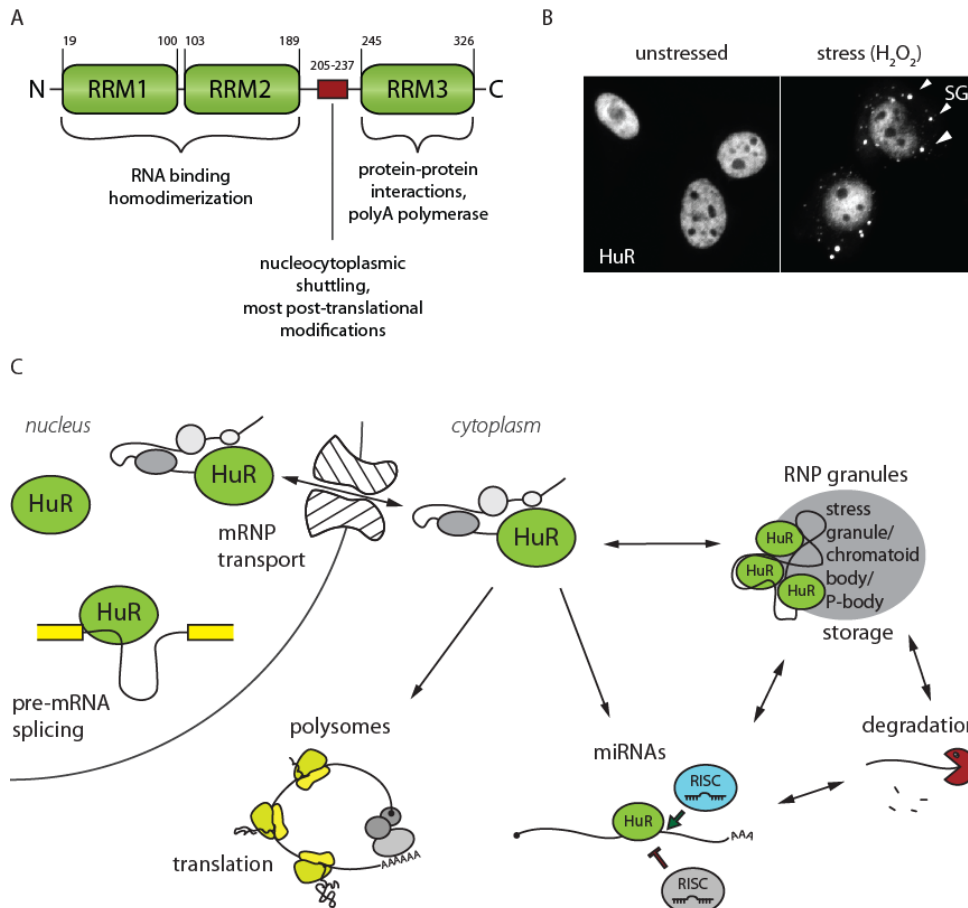 A
19 100 103 189 205-237 245 326
N RRM1 RRM2 RRM3 C
RNA binding
homodimerization
protein-protein
interactions,
polyA polymerase
nucleocytoplasmic
shuttling,
most post-translational
modifications
B
unstressed
stress (H₂O₂)
SG
HuR
C
nucleus
cytoplasm
HuR
HuR
mRNP
transport
HuR
HuR
pre-mRNA
splicing
RNP granules
stress
granule/
chromatoid
body/
P-body
HuR
HuR
HuR
storage
polysomes
translation
AAAAAA
miRNAs
RISC
HuR
AAA
RISC
degradation